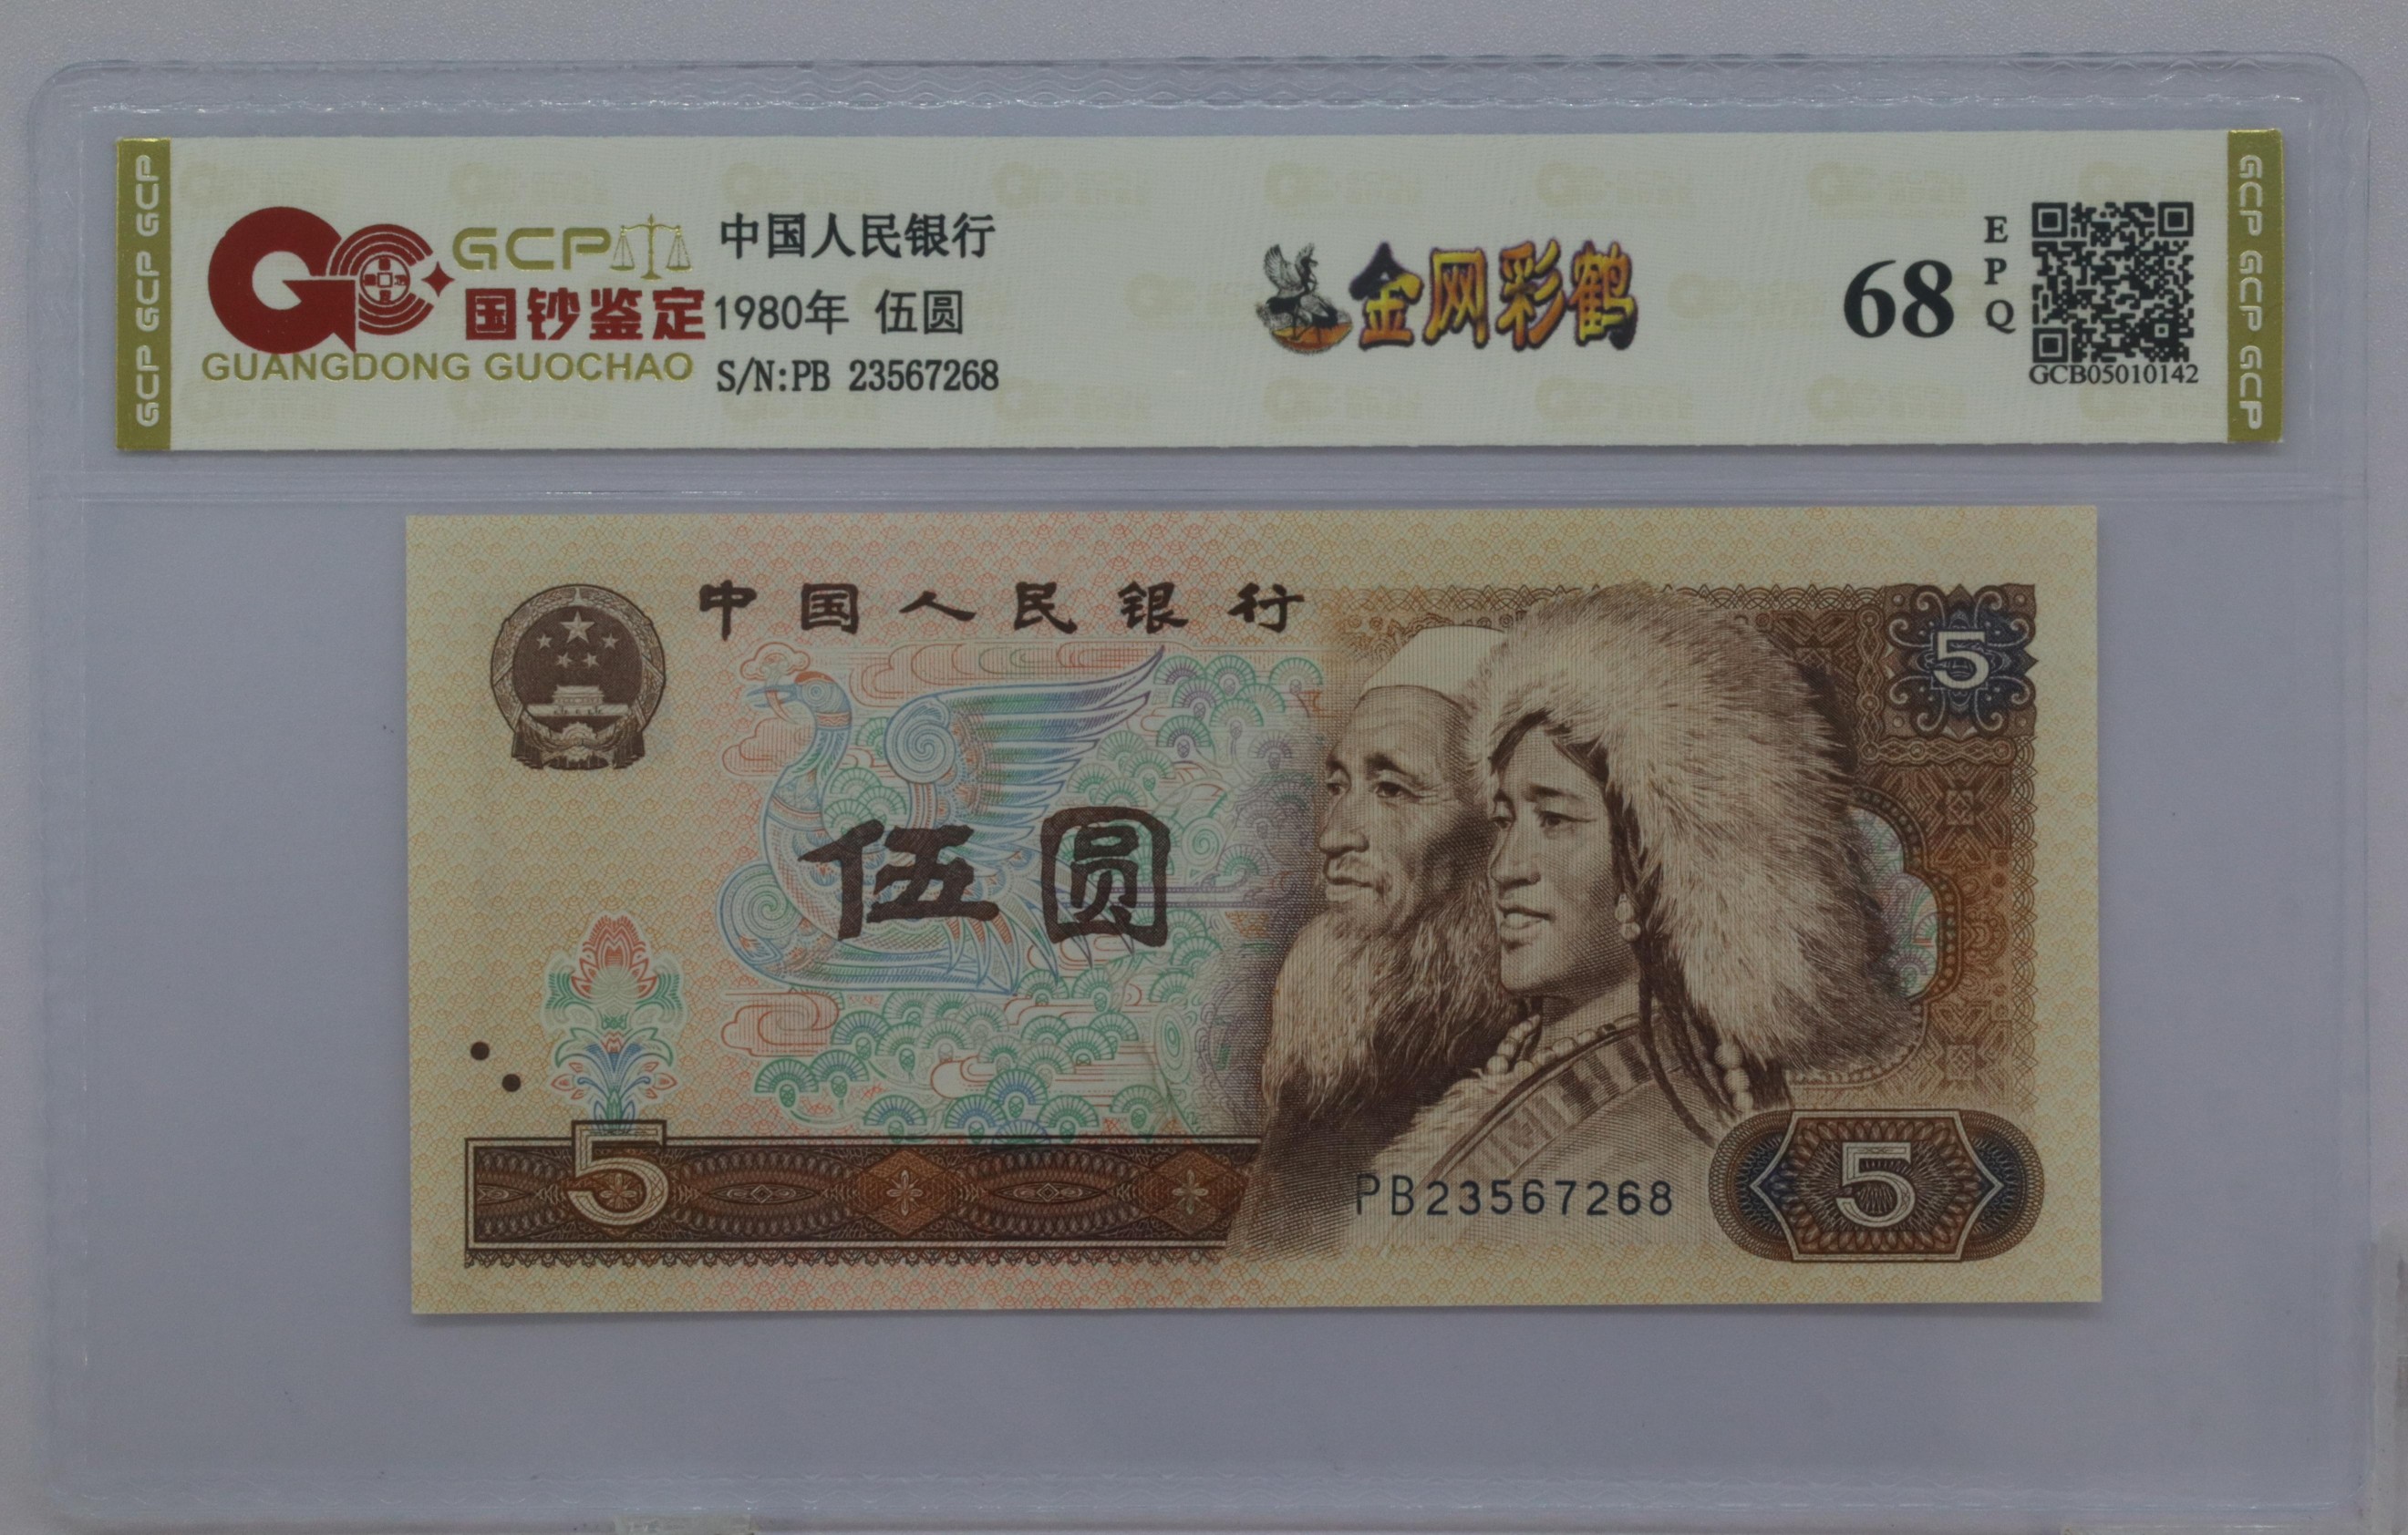 GCP GCP GCP
GCP
国钞鉴定
GUANGDONG GUOCHAO
中国人民银行
1980年 伍圆
S/N:PB 23567268
金网彩鹤
68
EPQ
GCB05010142
GCP GCP GCP
中国人民银行
5
伍圆
5
PB23567268
5